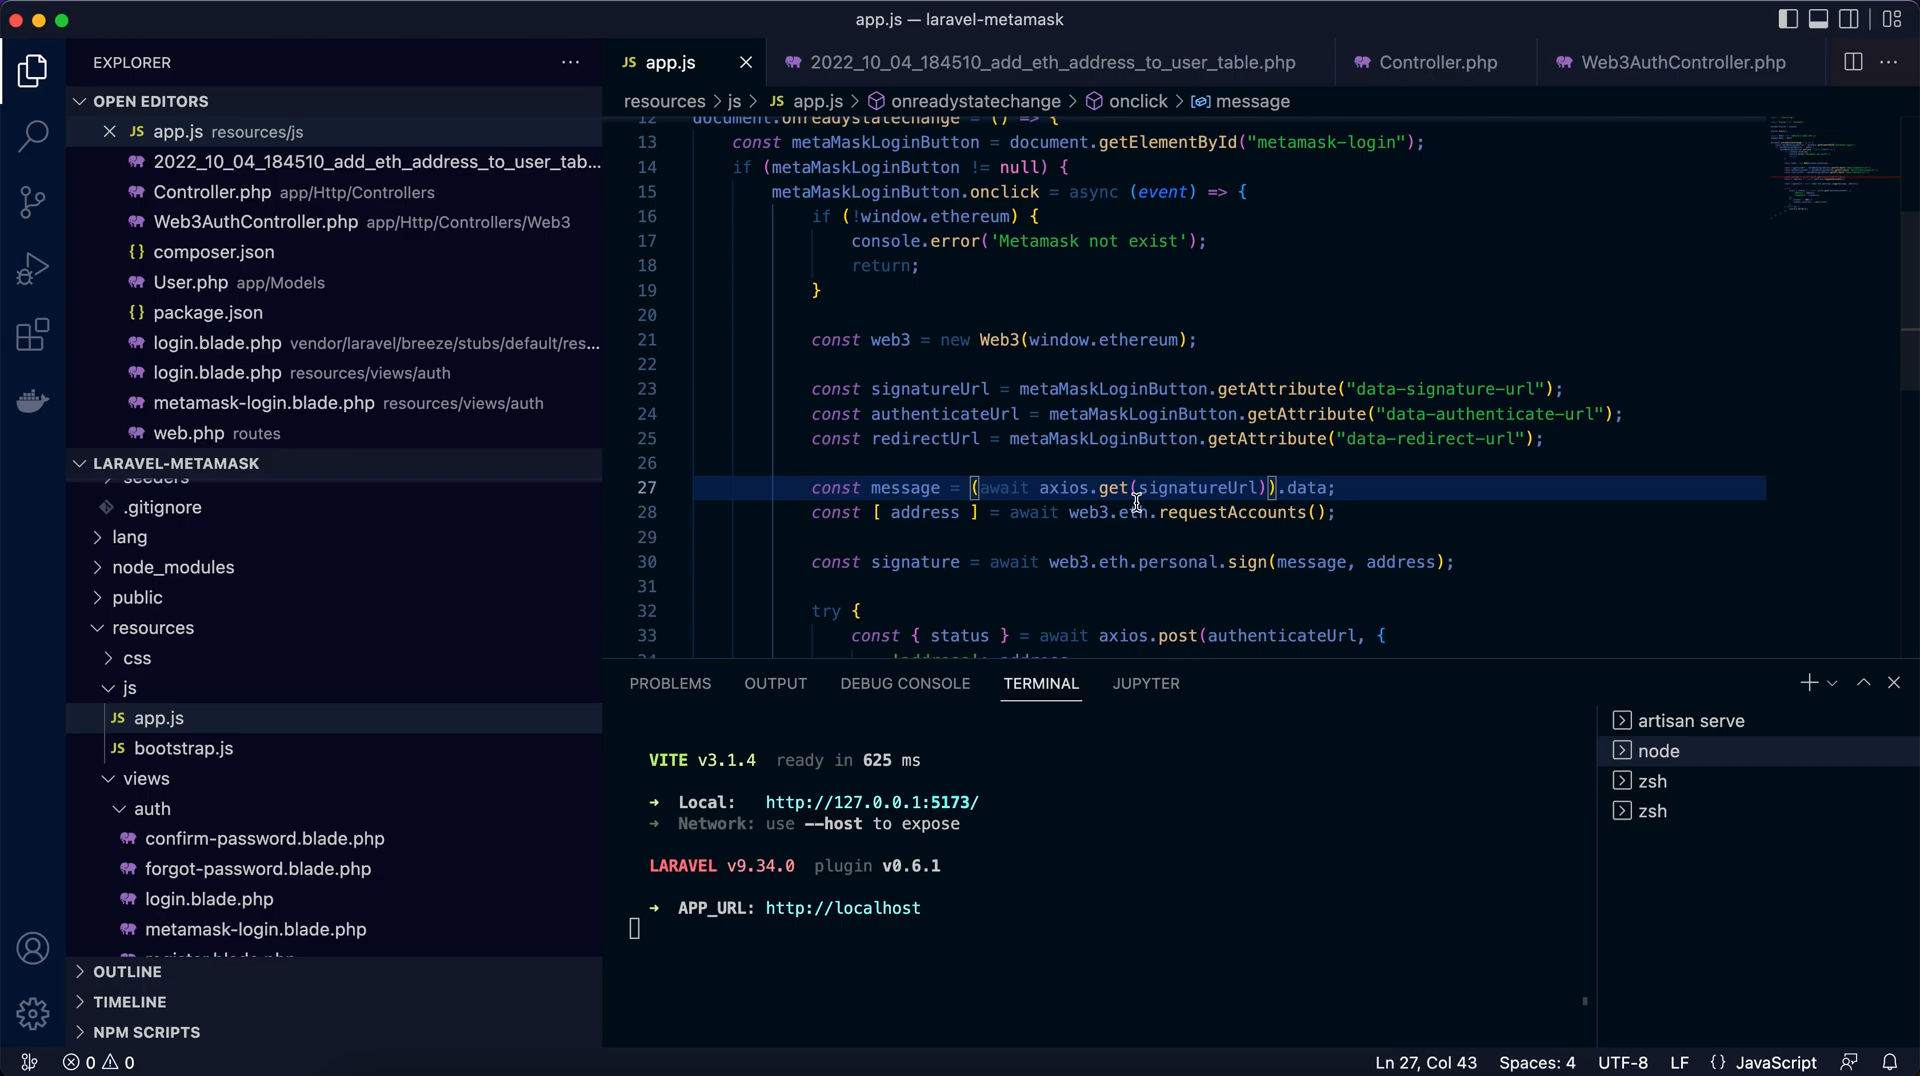 app.js — laravel-metamask
EXPLORER
OPEN EDITORS
JS app.js resources/js
2022_10_04_184510_add_eth_address_to_user_tab...
Controller.php app/Http/Controllers
Web3AuthController.php app/Http/Controllers/Web3
{} composer.json
User.php app/Models
{} package.json
login.blade.php vendor/laravel/breeze/stubs/default/res...
login.blade.php resources/views/auth
metamask-login.blade.php resources/views/auth
web.php routes
LARAVEL-METAMASK
seeders
.gitignore
lang
node_modules
public
resources
css
js
JS app.js
JS bootstrap.js
views
auth
confirm-password.blade.php
forgot-password.blade.php
login.blade.php
metamask-login.blade.php
OUTLINE
TIMELINE
NPM SCRIPTS
JS app.js
2022_10_04_184510_add_eth_address_to_user_table.php
Controller.php
Web3AuthController.php
resources > js > JS app.js > onreadystatechange > onclick > message
12 document.onreadystatechange = () => {
13 const metaMaskLoginButton = document.getElementById("metamask-login");
14 if (metaMaskLoginButton != null) {
15 metaMaskLoginButton.onclick = async (event) => {
16 if (!window.ethereum) {
17 console.error('Metamask not exist');
18 return;
19 }
20
21 const web3 = new Web3(window.ethereum);
22
23 const signatureUrl = metaMaskLoginButton.getAttribute("data-signature-url");
24 const authenticateUrl = metaMaskLoginButton.getAttribute("data-authenticate-url");
25 const redirectUrl = metaMaskLoginButton.getAttribute("data-redirect-url");
26
27 const message = (await axios.get(signatureUrl)).data;
28 const [ address ] = await web3.eth.requestAccounts();
29
30 const signature = await web3.eth.personal.sign(message, address);
31
32 try {
33 const { status } = await axios.post(authenticateUrl, {
PROBLEMS OUTPUT DEBUG CONSOLE TERMINAL JUPYTER
VITE v3.1.4 ready in 625 ms
➜ Local: http://127.0.0.1:5173/
➜ Network: use --host to expose
LARAVEL v9.34.0 plugin v0.6.1
➜ APP_URL: http://localhost
artisan serve
node
zsh
zsh
0 0
Ln 27, Col 43 Spaces: 4 UTF-8 LF {} JavaScript